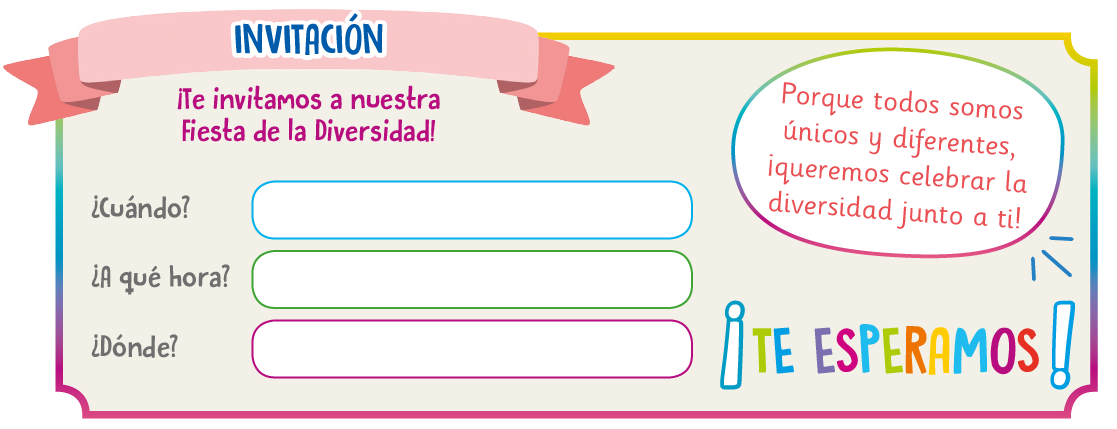 INVITACIÓN
¡Te invitamos a nuestra
Fiesta de la Diversidad!
¿Cuándo?
¿A qué hora?
¿Dónde?
Porque todos somos
únicos y diferentes,
¡queremos celebrar la
diversidad junto a ti!
¡TE ESPERAMOS!